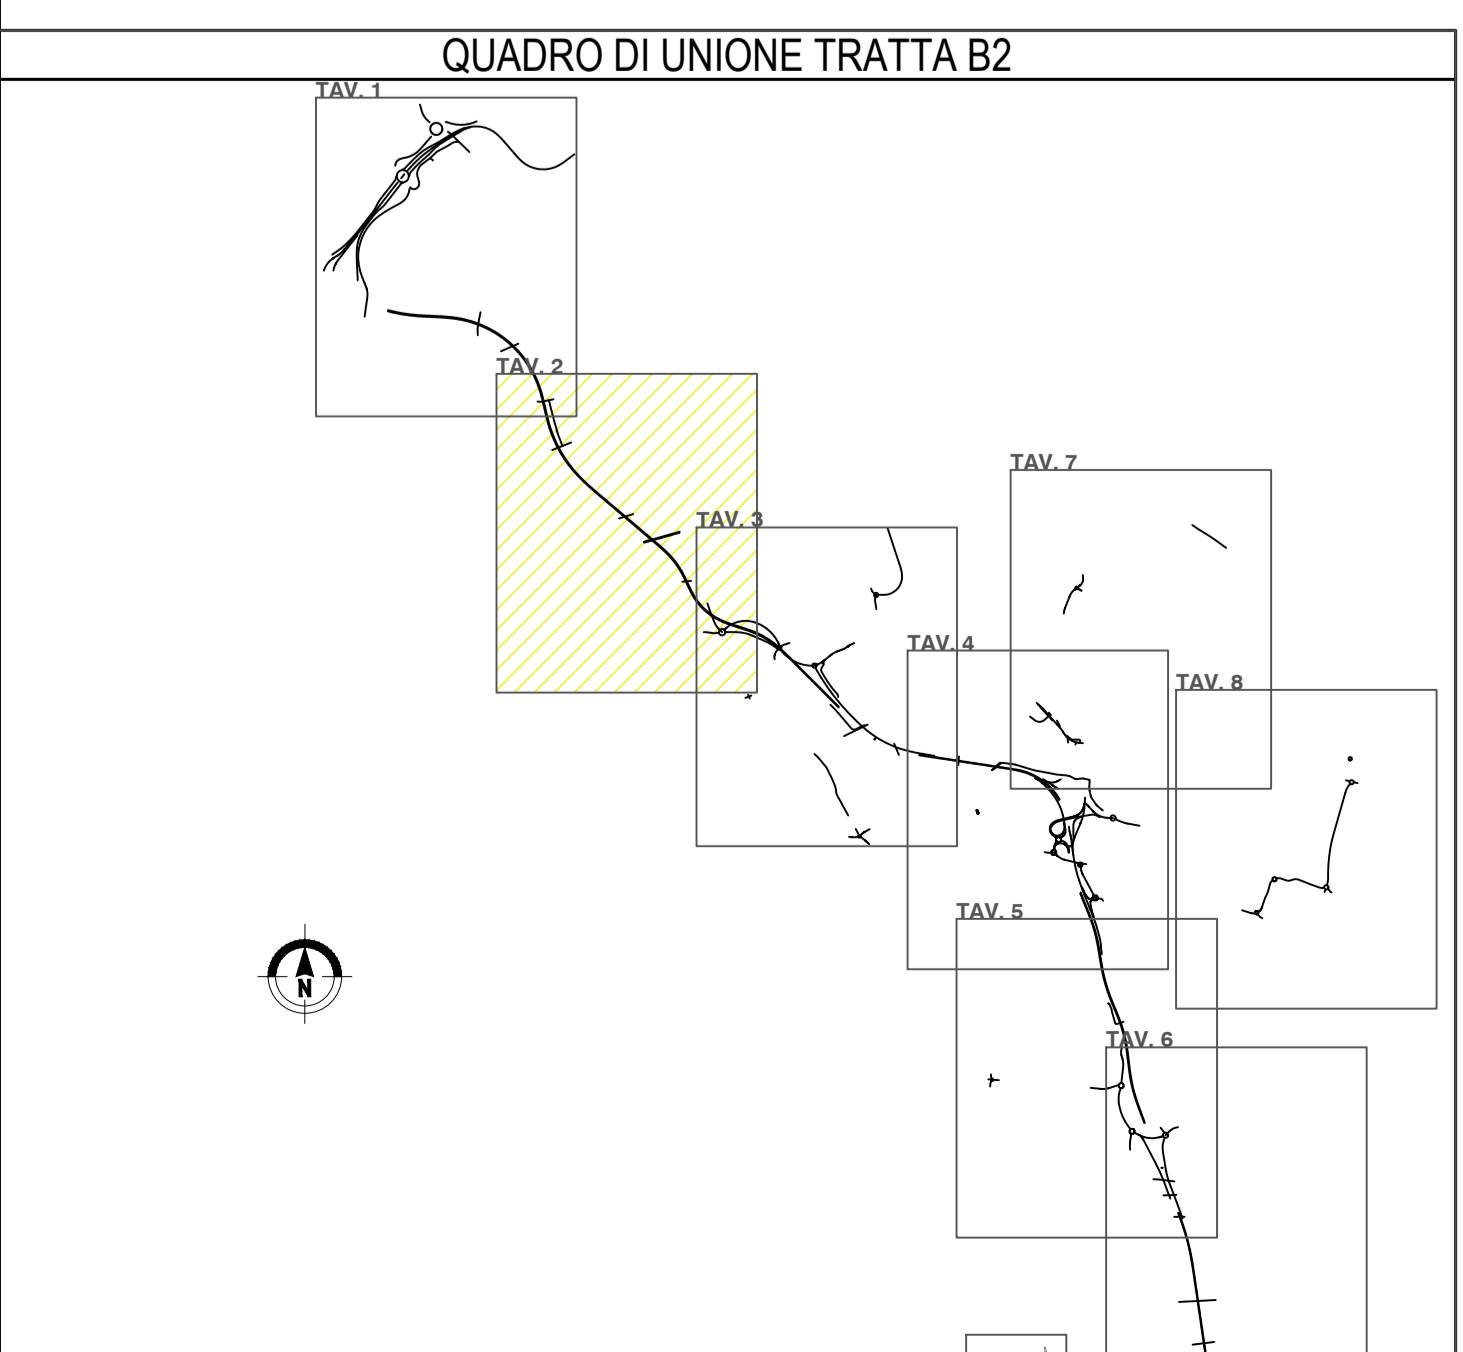 QUADRO DI UNIONE TRATTA B2
TAV. 1
TAV. 2
TAV. 7
TAV. 3
TAV. 4
TAV. 8
TAV. 5
N
TAV. 6